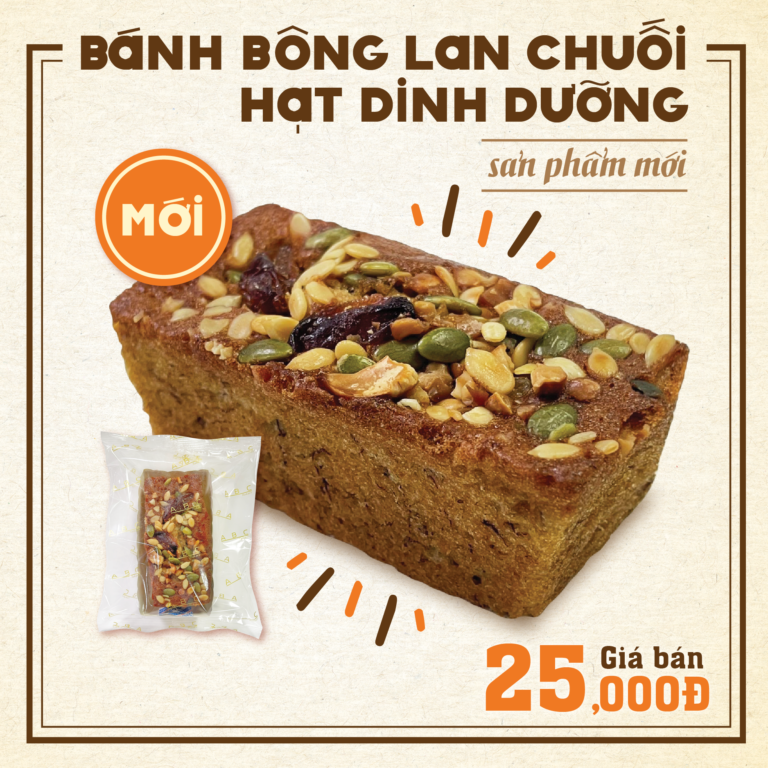 BÁNH BÔNG LAN CHUỐI
HẠT DINH DƯỠNG
sản phẩm mới
MỚI
Giá bán
25,000Đ